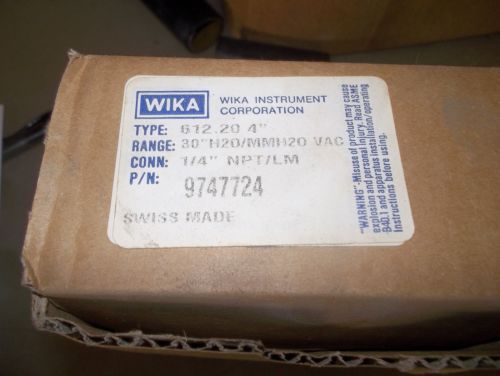 WIKA
WIKA INSTRUMENT
CORPORATION
TYPE: 612.20 4"
RANGE: 30"H2O/MMH2O VAC
CONN: 1/4" NPT/LM
P/N: 9747724
SWISS MADE
"WARNING"-Misuse of product may cause
explosion and personal injury. Read ASME
B40.1 and apparatus installation/operating
instructions before using.